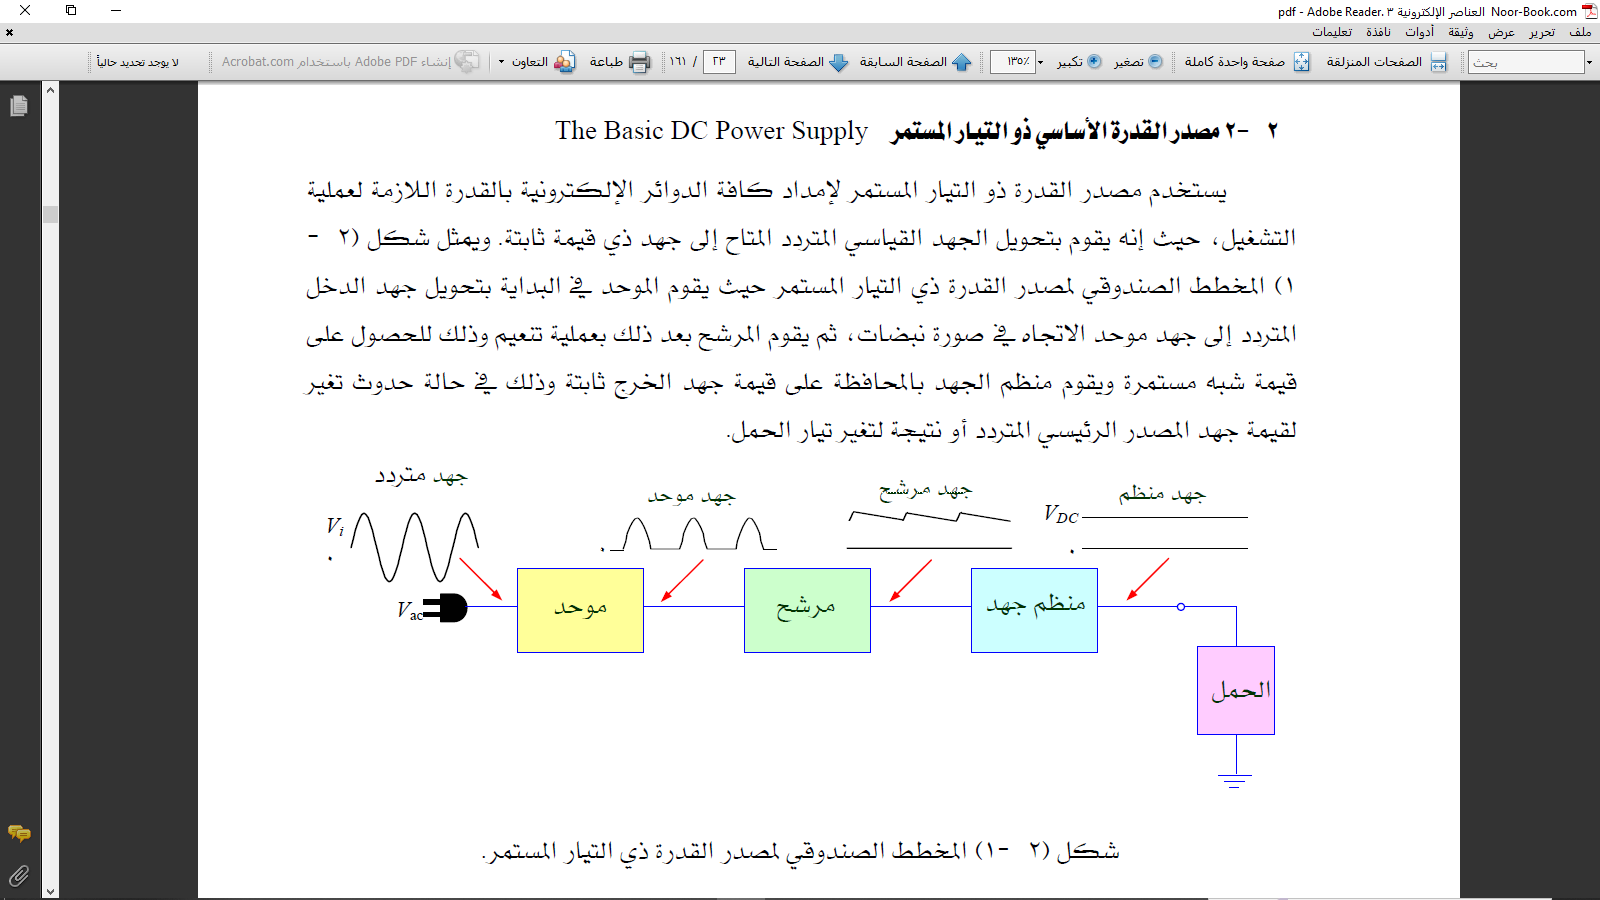 Noor-Book.com العناصر الإلكترونية ٣ .pdf - Adobe Reader
ملف تحرير عرض وثيقة أدوات نافذة تعليمات
بحث الصفحات المنزلقة صفحة واحدة كاملة تصغير تكبير ١٣٥٪ الصفحة السابقة الصفحة التالية ٢٣ / ١٦١ طباعة التعاون إنشاء Adobe PDF باستخدام Acrobat.com لا يوجد تحديد حالياً
٢ -٢ مصدر القدرة الأساسي ذو التيار المستمر The Basic DC Power Supply
يستخدم مصدر القدرة ذو التيار المستمر لإمداد كافة الدوائر الإلكترونية بالقدرة اللازمة لعملية
التشغيل، حيث إنه يقوم بتحويل الجهد القياسي المتردد المتاح إلى جهد ذي قيمة ثابتة. ويمثل شكل (٢ -
١) المخطط الصندوقي لمصدر القدرة ذي التيار المستمر حيث يقوم الموحد في البداية بتحويل جهد الدخل
المتردد إلى جهد موحد الاتجاه في صورة نبضات، ثم يقوم المرشح بعد ذلك بعملية تنعيم وذلك للحصول على
قيمة شبه مستمرة ويقوم منظم الجهد بالمحافظة على قيمة جهد الخرج ثابتة وذلك في حالة حدوث تغير
لقيمة جهد المصدر الرئيسي المتردد أو نتيجة لتغير تيار الحمل.
جهد متردد
جهد موحد
جهد مرشح
جهد منظم
Vi
٠
٠
VDC
٠
Vac
موحد
مرشح
منظم جهد
الحمل
شكل (٢ -١) المخطط الصندوقي لمصدر القدرة ذي التيار المستمر.